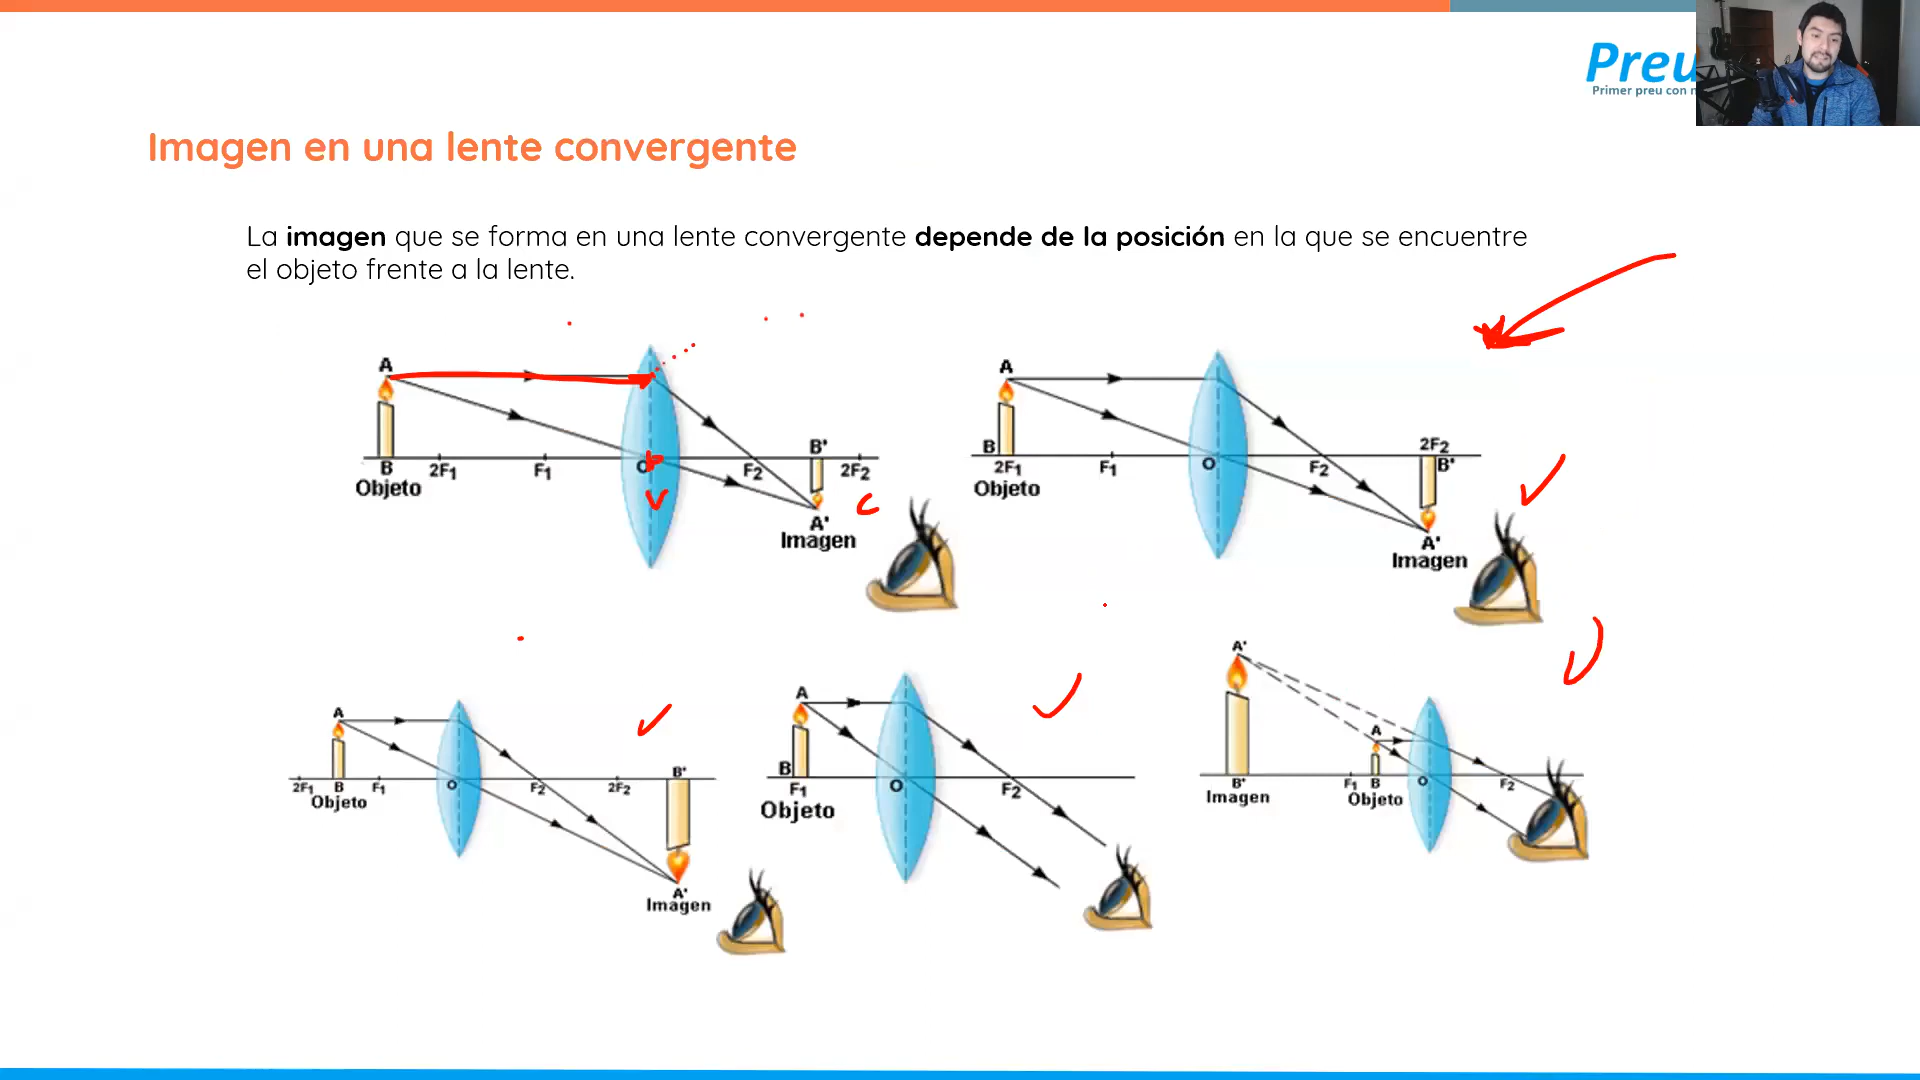 Preu
Primer preu con
Imagen en una lente convergente
La imagen que se forma en una lente convergente depende de la posición en la que se encuentre
el objeto frente a la lente.
A
B
Objeto
2F1
F1
O
V
F2
B'
2F2
A'
Imagen
C
A
B
2F1
Objeto
F1
O
F2
2F2
B'
A'
Imagen
A
2F1
B
F1
Objeto
O
F2
2F2
B'
A'
Imagen
A
B
F1
Objeto
O
F2
A'
B'
Imagen
A
F1
B
Objeto
O
F2